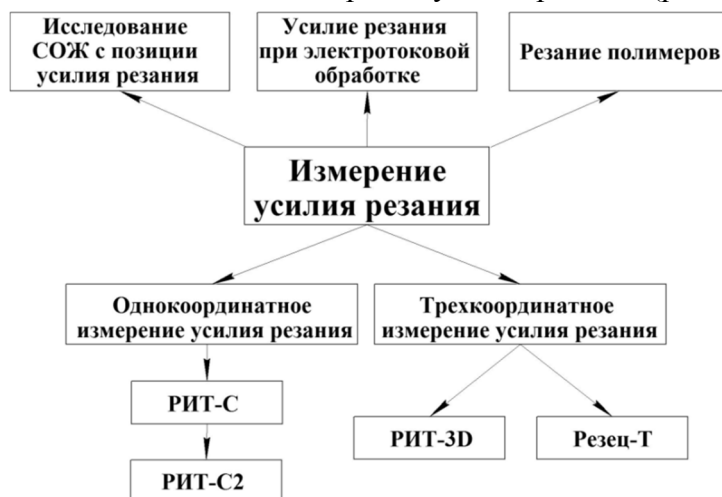 Исследование
СОЖ с позиции
усилия резания
Усилие резания
при электротоковой
обработке
Резание полимеров
Измерение
усилия резания
Однокоординатное
измерение усилия резания
Трехкоординатное
измерение усилия резания
РИТ-С
РИТ-3D
Резец-Т
РИТ-С2